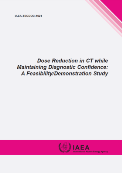 Dose Reduction in CT while
Maintaining Diagnostic Confidence:
A Feasibility/Demonstration Study
IAEA